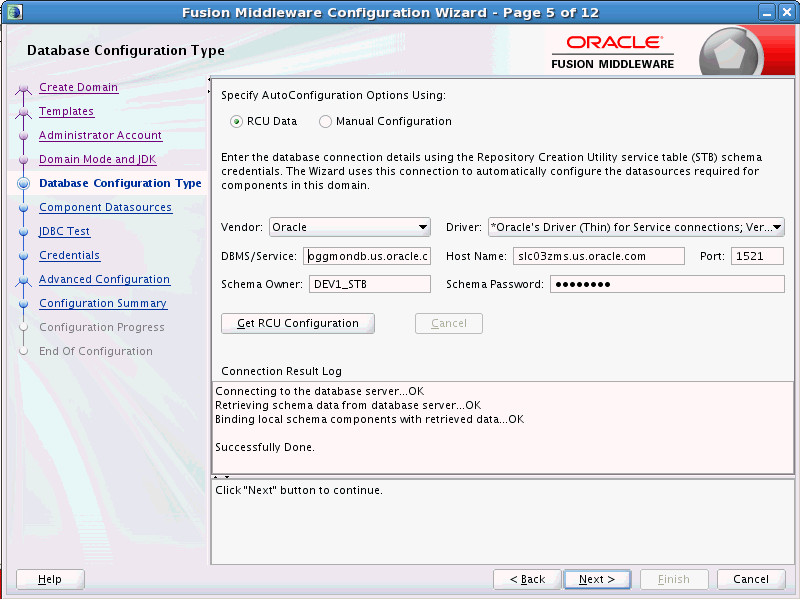 Fusion Middleware Configuration Wizard - Page 5 of 12
Database Configuration Type
ORACLE
FUSION MIDDLEWARE
Create Domain
Templates
Administrator Account
Domain Mode and JDK
Database Configuration Type
Component Datasources
JDBC Test
Credentials
Advanced Configuration
Configuration Summary
Configuration Progress
End Of Configuration
Specify AutoConfiguration Options Using:
RCU Data Manual Configuration
Enter the database connection details using the Repository Creation Utility service table (STB) schema
credentials. The Wizard uses this connection to automatically configure the datasources required for
components in this domain.
Vendor: Oracle Driver: *Oracle's Driver (Thin) for Service connections; Ver...
DBMS/Service: oggmondb.us.oracle.c Host Name: slc03zms.us.oracle.com Port: 1521
Schema Owner: DEV1_STB Schema Password: ●●●●●●●●
Get RCU Configuration Cancel
Connection Result Log
Connecting to the database server...OK
Retrieving schema data from database server...OK
Binding local schema components with retrieved data...OK
Successfully Done.
Click "Next" button to continue.
Help < Back Next > Finish Cancel